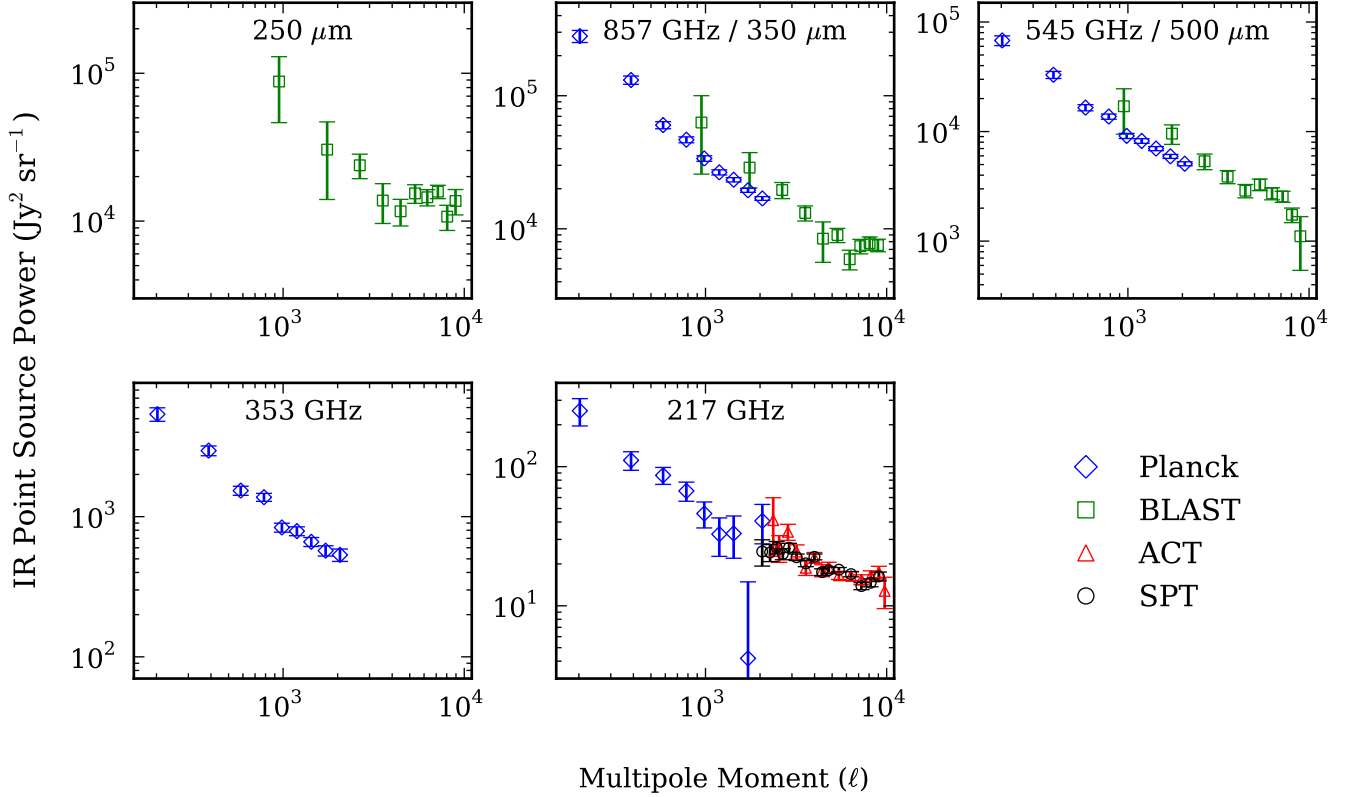 IR Point Source Power (Jy² sr⁻¹)
250 μm
10⁵
10⁴
10³
10⁴
857 GHz / 350 μm
10⁵
10⁴
10³
10⁴
545 GHz / 500 μm
10⁵
10⁴
10³
10³
10⁴
353 GHz
10³
10²
10³
10⁴
217 GHz
10²
10¹
10³
10⁴
Planck
BLAST
ACT
SPT
Multipole Moment (ℓ)